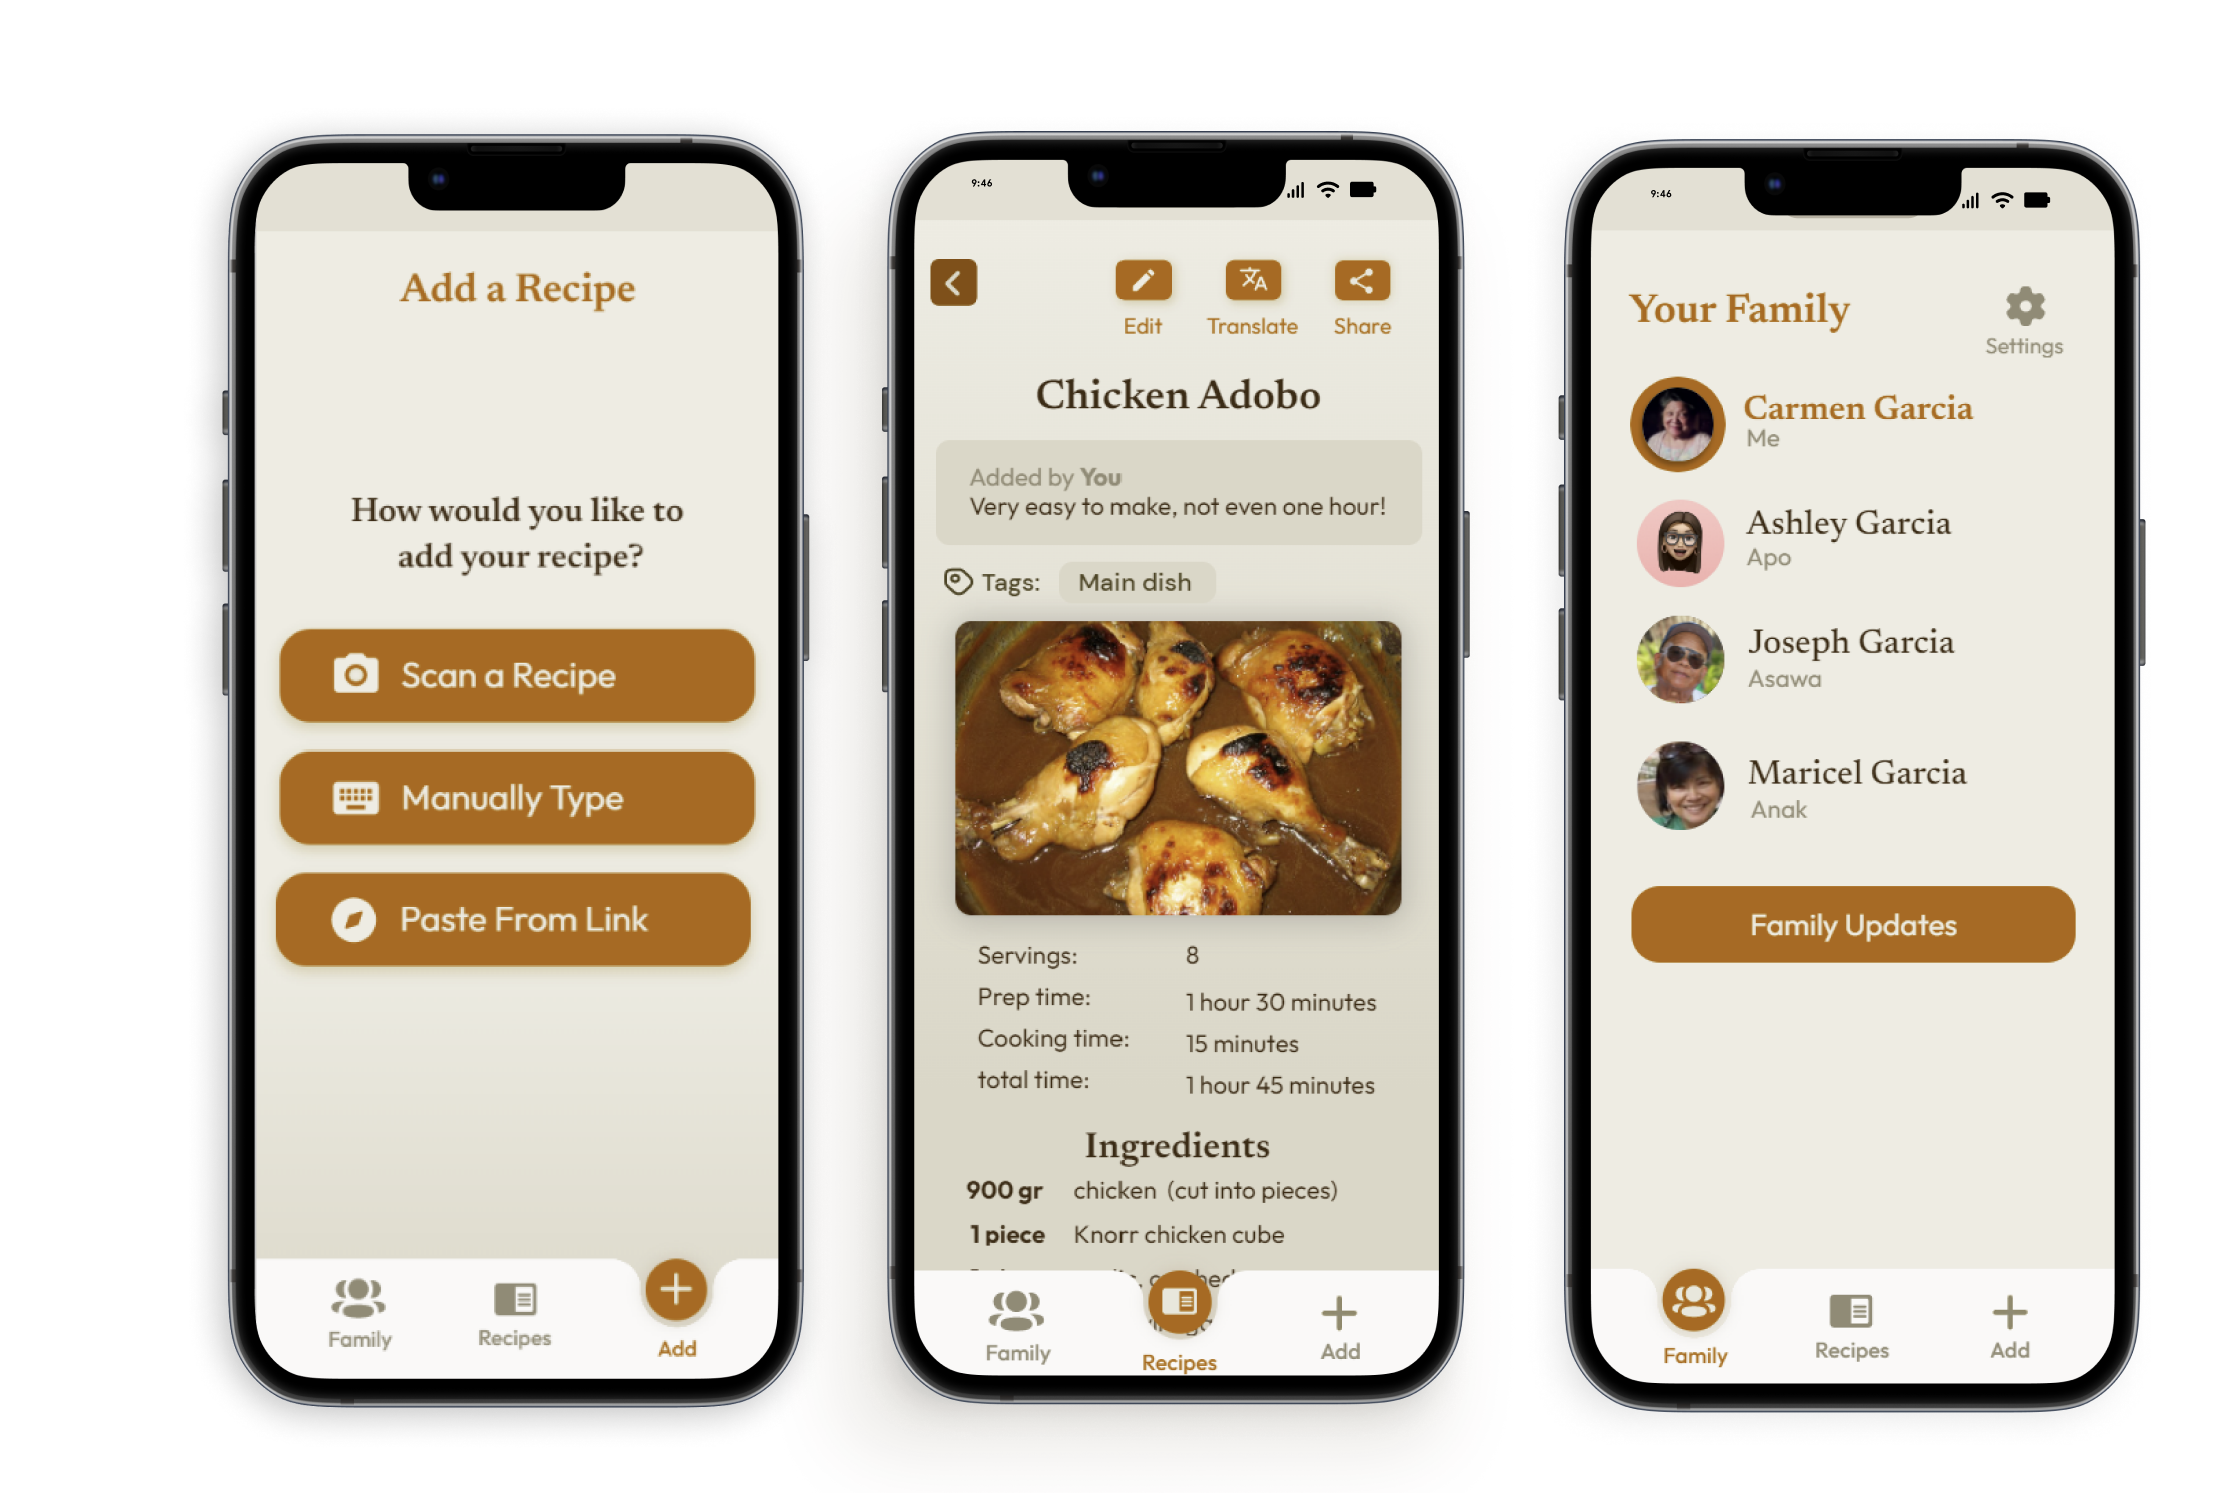 Add a Recipe
How would you like to
add your recipe?
Scan a Recipe
Manually Type
Paste From Link
Family
Recipes
Add
9:46
Edit
Translate
Share
Chicken Adobo
Added by You
Very easy to make, not even one hour!
Tags: Main dish
Servings: 8
Prep time: 1 hour 30 minutes
Cooking time: 15 minutes
total time: 1 hour 45 minutes
Ingredients
900 gr chicken (cut into pieces)
1 piece Knorr chicken cube
Family
Recipes
Add
9:46
Your Family
Settings
Carmen Garcia
Me
Ashley Garcia
Apo
Joseph Garcia
Asawa
Maricel Garcia
Anak
Family Updates
Family
Recipes
Add